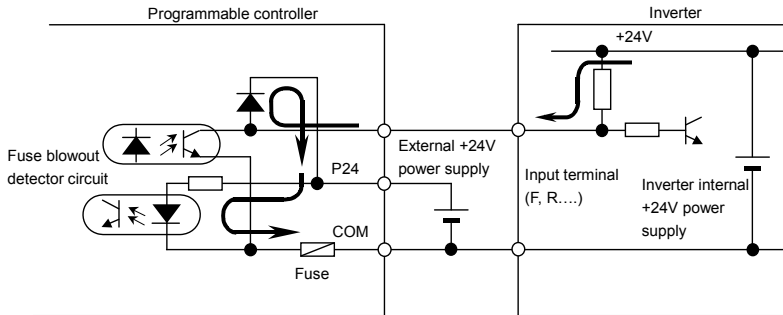 Programmable controller
Inverter
+24V
Fuse blowout
detector circuit
P24
External +24V
power supply
Input terminal
(F, R....)
Inverter internal
+24V power
supply
COM
Fuse